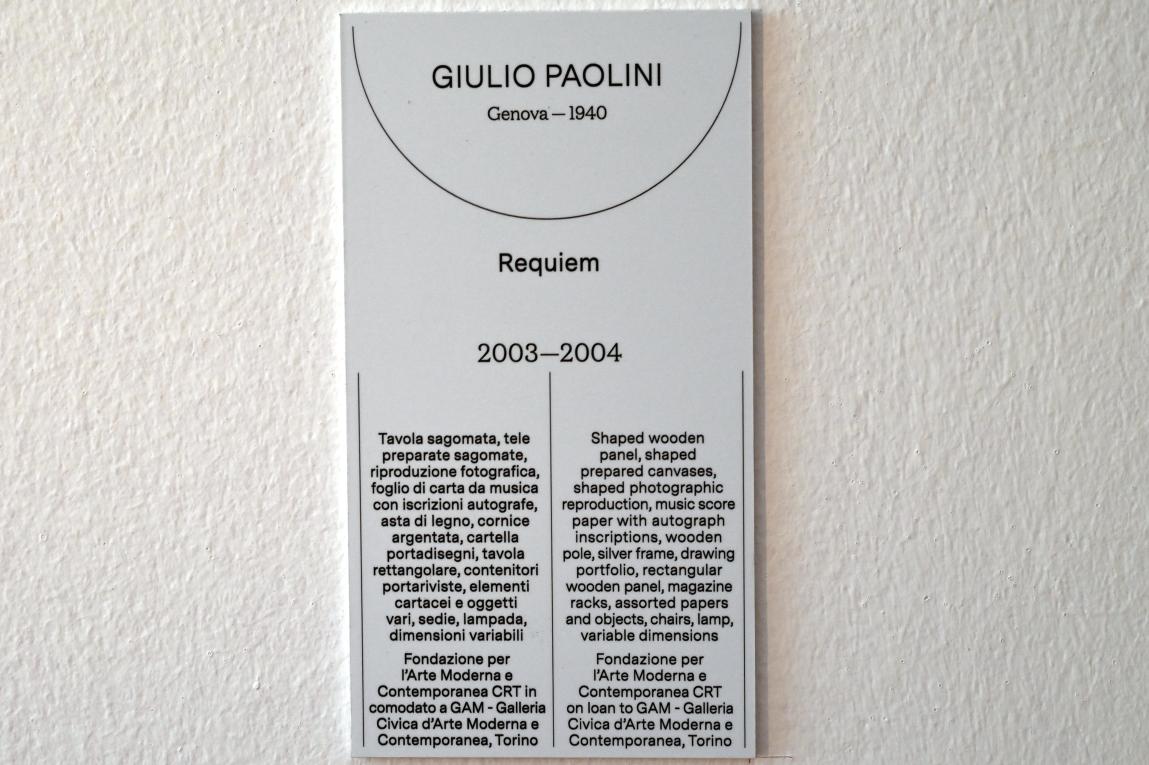 GIULIO PAOLINI
Genova — 1940
Requiem
2003—2004
Tavola sagomata, tele
preparate sagomate,
riproduzione fotografica,
foglio di carta da musica
con iscrizioni autografe,
asta di legno, cornice
argentata, cartella
portadisegni, tavola
rettangolare, contenitori
portariviste, elementi
cartacei e oggetti
vari, sedie, lampada,
dimensioni variabili
Fondazione per
l'Arte Moderna e
Contemporanea CRT in
comodato a GAM - Galleria
Civica d'Arte Moderna e
Contemporanea, Torino
Shaped wooden
panel, shaped
prepared canvases,
shaped photographic
reproduction, music score
paper with autograph
inscriptions, wooden
pole, silver frame, drawing
portfolio, rectangular
wooden panel, magazine
racks, assorted papers
and objects, chairs, lamp,
variable dimensions
Fondazione per
l'Arte Moderna e
Contemporanea CRT
on loan to GAM - Galleria
Civica d'Arte Moderna e
Contemporanea, Torino